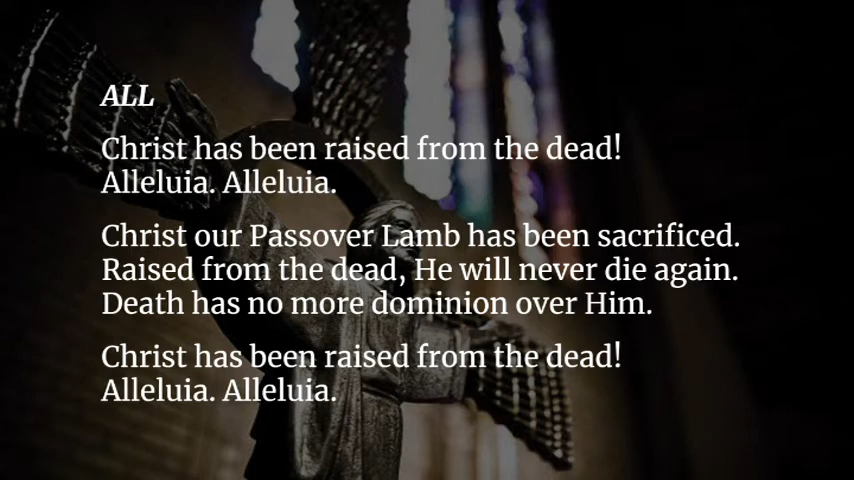 ALL
Christ has been raised from the dead!
Alleluia. Alleluia.
Christ our Passover Lamb has been sacrificed.
Raised from the dead, He will never die again.
Death has no more dominion over Him.
Christ has been raised from the dead!
Alleluia. Alleluia.